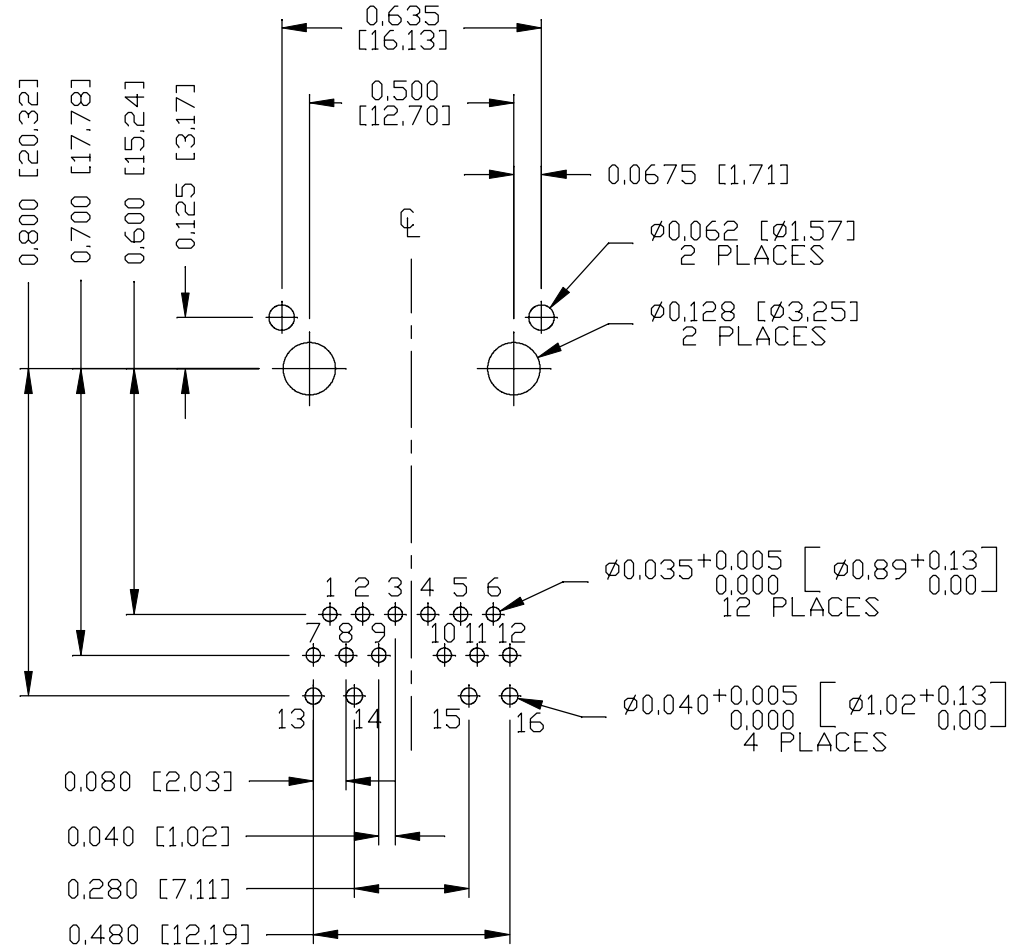 0.635
[16.13]
0.500
[12.70]
0.800 [20.32]
0.700 [17.78]
0.600 [15.24]
0.125 [3.17]
0.0675 [1.71]
℄
Ø0.062 [Ø1.57]
2 PLACES
Ø0.128 [Ø3.25]
2 PLACES
Ø0.035 +0.005 0.000 [Ø0.89 +0.13 0.00]
12 PLACES
1 2 3 4 5 6
7 8 9 10 11 12
Ø0.040 +0.005 0.000 [Ø1.02 +0.13 0.00]
4 PLACES
13 14 15 16
0.080 [2.03]
0.040 [1.02]
0.280 [7.11]
0.480 [12.19]